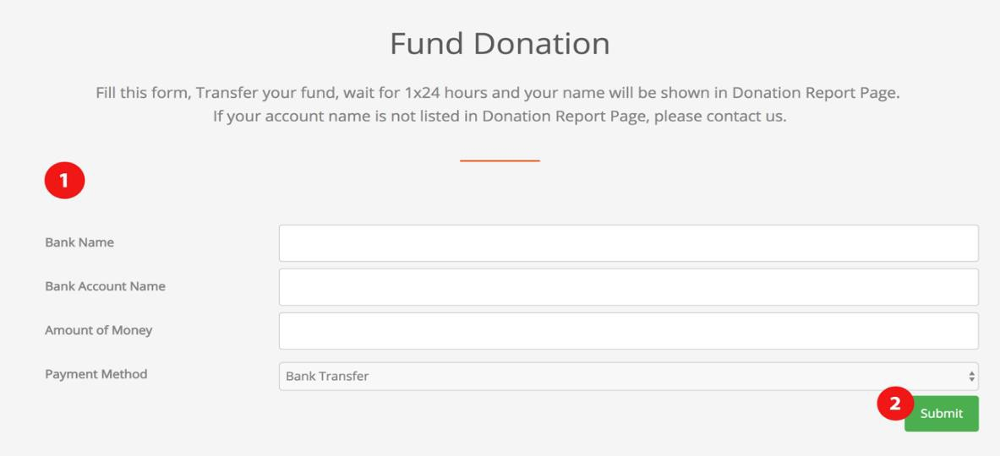 Fund Donation
Fill this form, Transfer your fund, wait for 1x24 hours and your name will be shown in Donation Report Page.
If your account name is not listed in Donation Report Page, please contact us.
1
Bank Name
Bank Account Name
Amount of Money
Payment Method
Bank Transfer
2
Submit